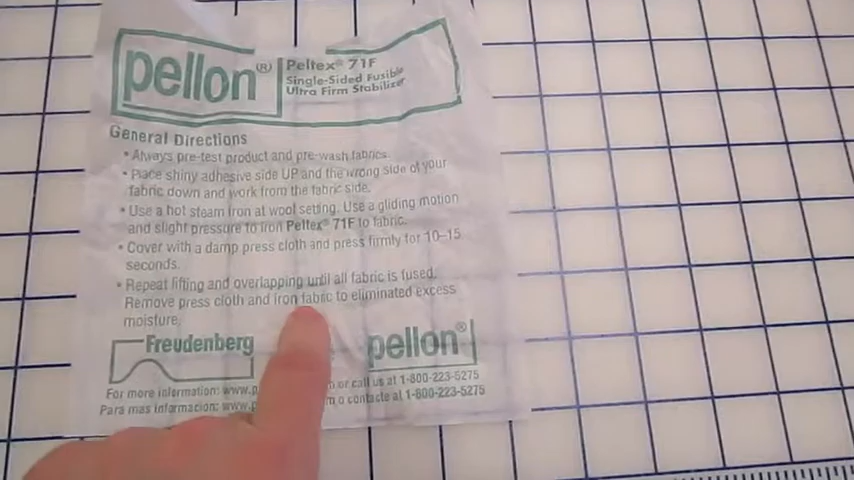 pellon® Peltex® 71F
Single-Sided Fusible
Ultra Firm Stabilizer
General Directions
• Always pre-test product and pre-wash fabrics.
• Place shiny adhesive side UP and the wrong side of your
fabric down and work from the fabric side.
• Use a hot steam iron at wool setting. Use a gliding motion
and slight pressure to iron Peltex® 71F to fabric.
• Cover with a damp press cloth and press firmly for 10–15
seconds.
• Repeat lifting and overlapping until all fabric is fused.
Remove press cloth and iron fabric to eliminated excess
moisture.
Freudenberg pellon®
For more information: www.p or call us at 1-800-223-5275
Para mas informacion: www. o contacte al 1-800-223-5275